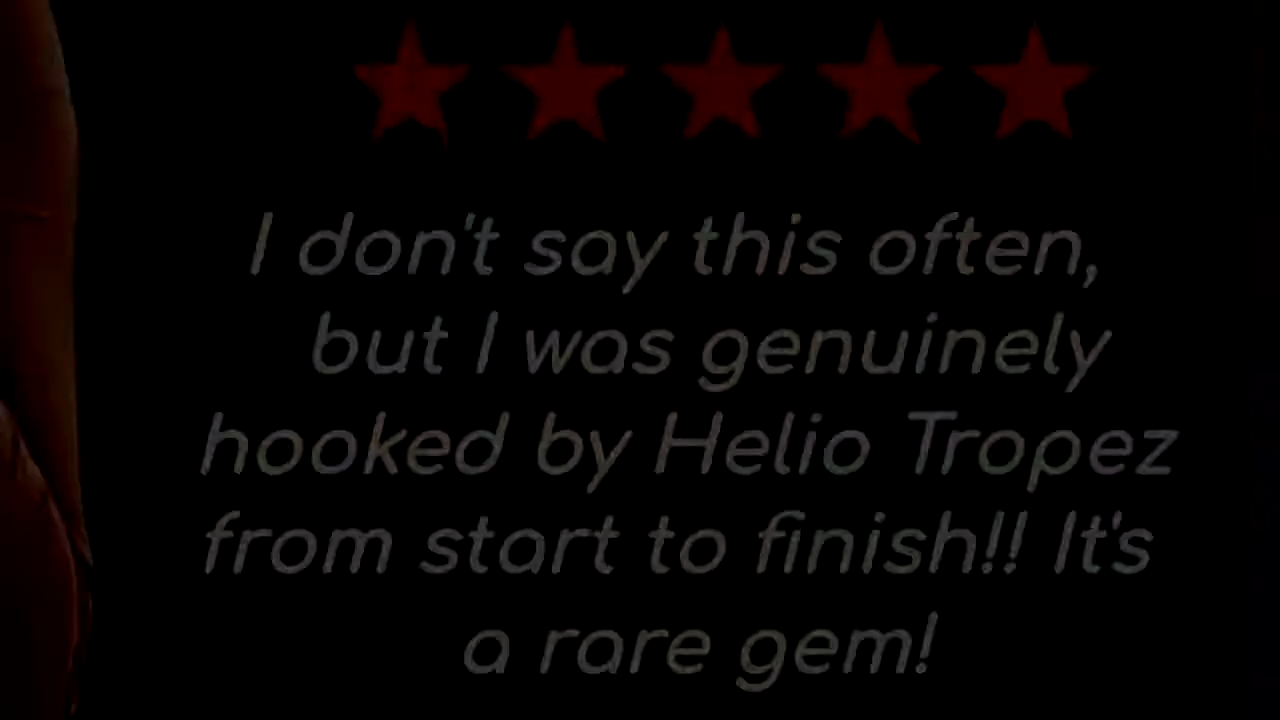 I don't say this often,
but I was genuinely
hooked by Helio Tropez
from start to finish!! It's
a rare gem!